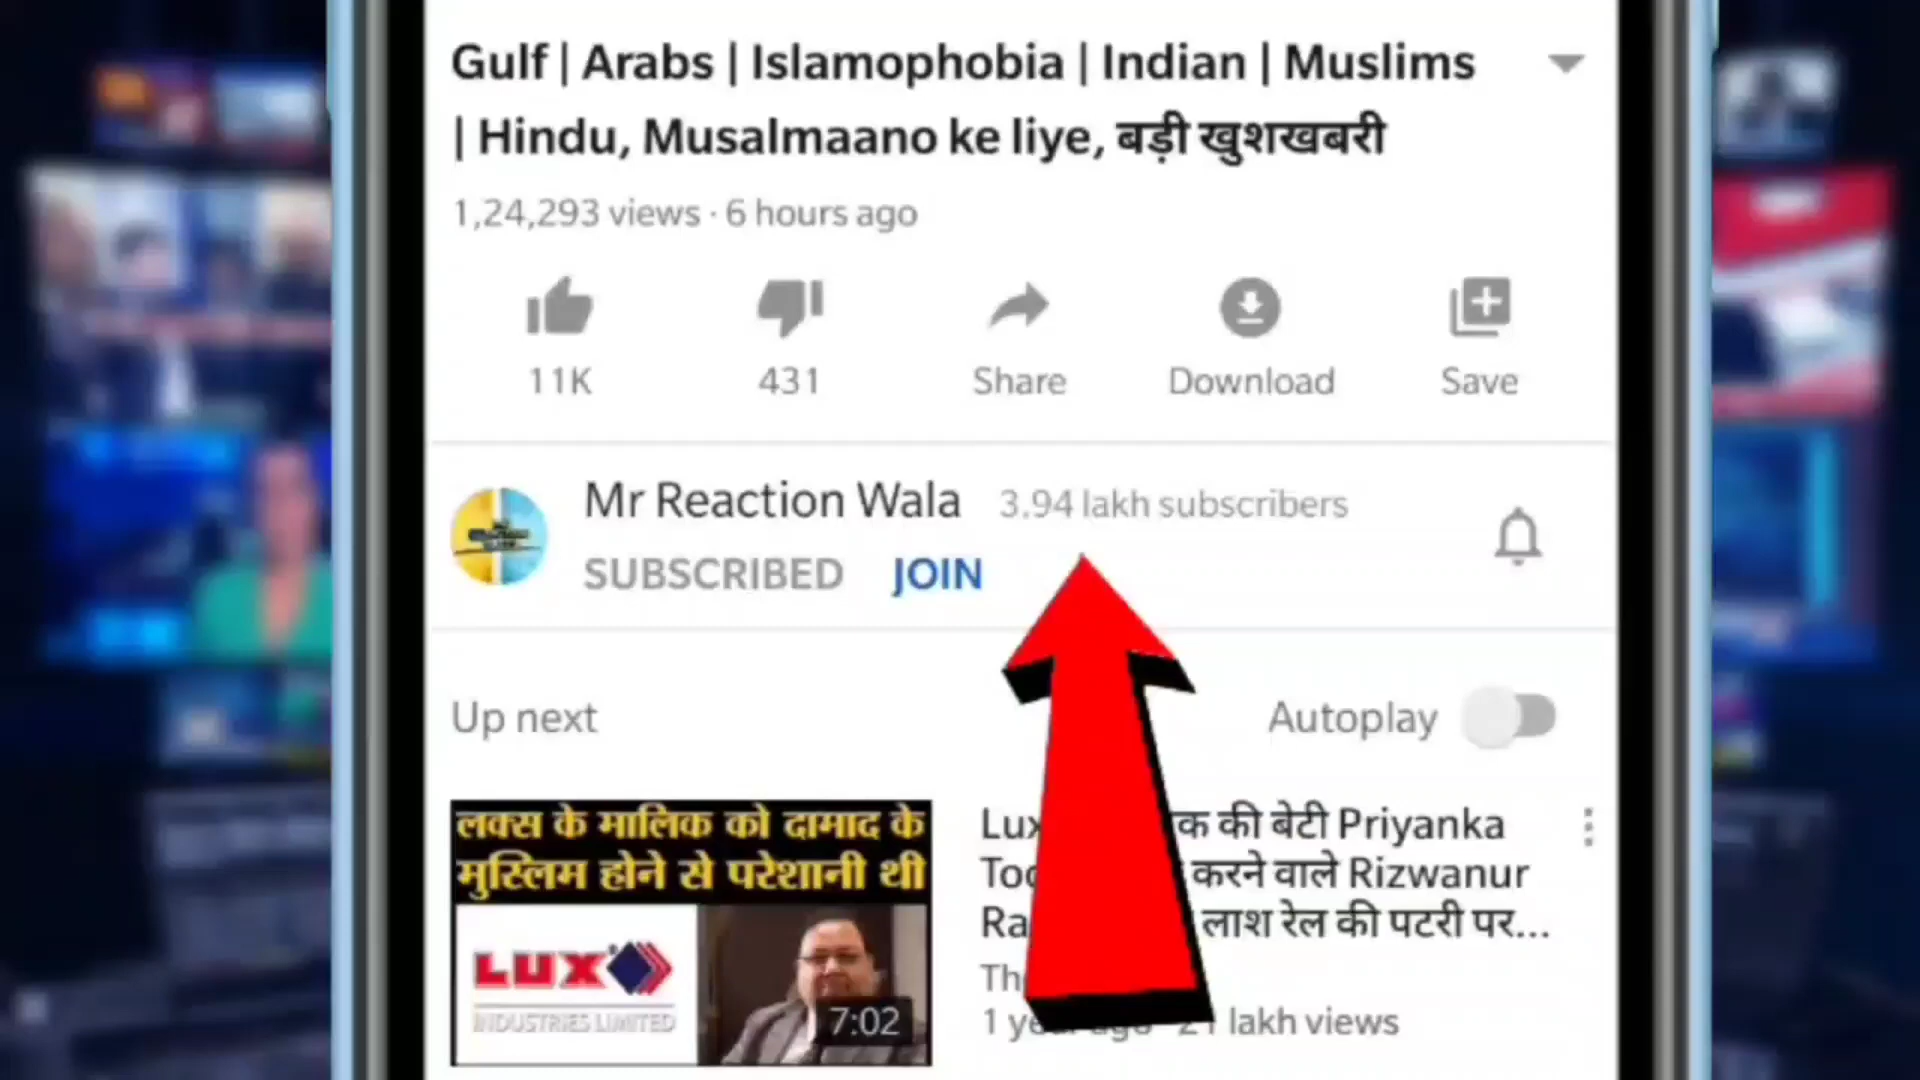 Gulf | Arabs | Islamophobia | Indian | Muslims
| Hindu, Musalmaano ke liye, बड़ी खुशखबरी
1,24,293 views · 6 hours ago
11K 431 Share Download Save
Mr Reaction Wala 3.94 lakh subscribers
SUBSCRIBED JOIN
Up next Autoplay
लक्स के मालिक को दामाद के
मुस्लिम होने से परेशानी थी
LUX
INDUSTRIES LIMITED
7:02
की बेटी Priyanka
करने वाले Rizwanur
लाश रेल की पटरी पर...
lakh views